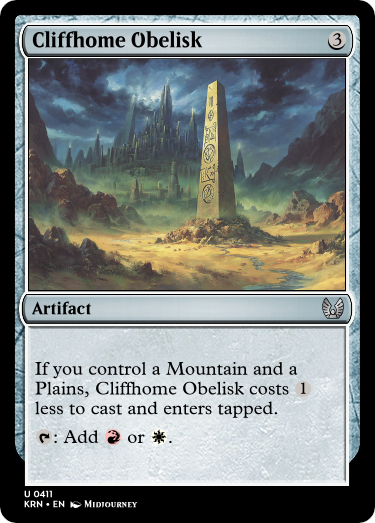 Cliffhome Obelisk 3
Artifact
If you control a Mountain and a
Plains, Cliffhome Obelisk costs 1
less to cast and enters tapped.
: Add or .
U 0411
KRN • EN Midjourney